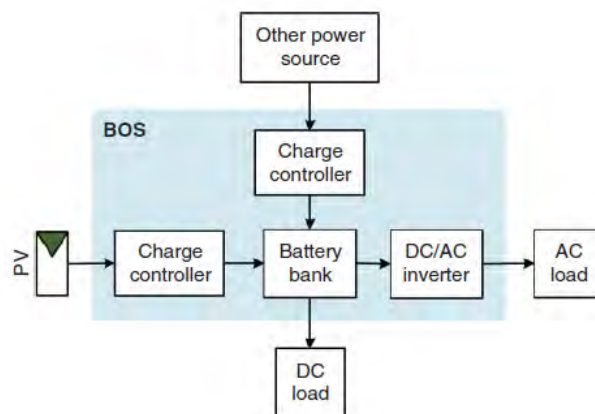 Other power
source
BOS
Charge
controller
PV
Charge
controller
Battery
bank
DC/AC
inverter
AC
load
DC
load